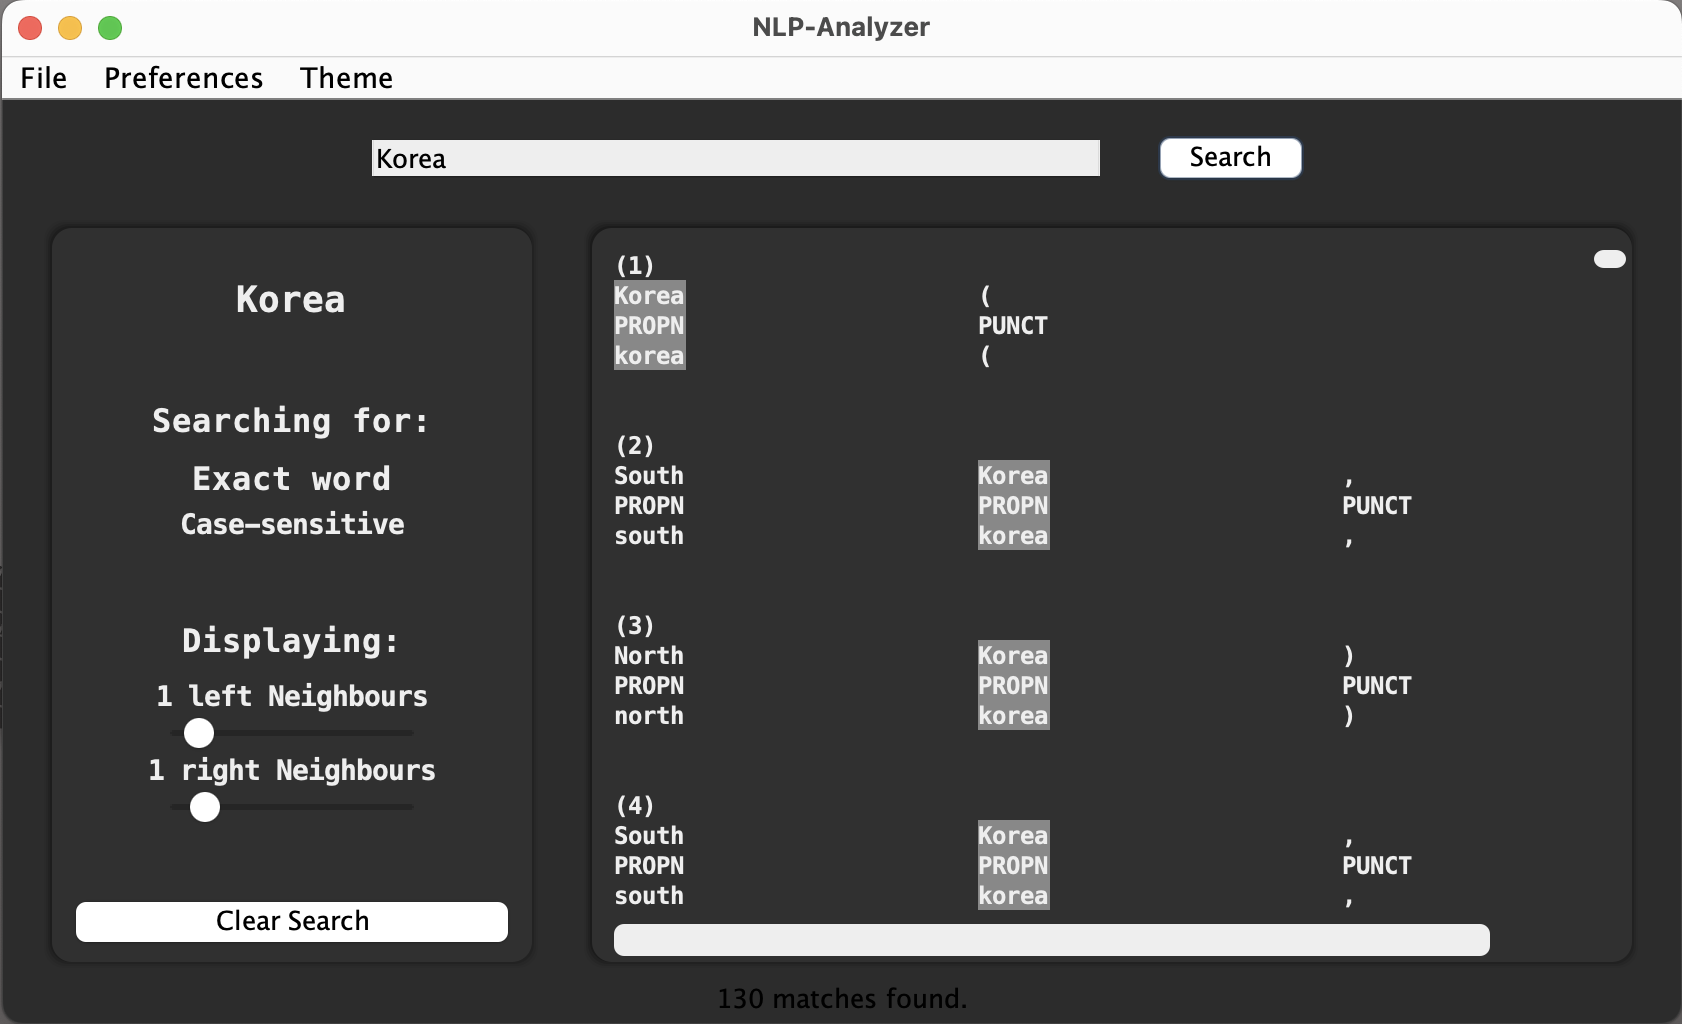 NLP-Analyzer
File Preferences Theme
Korea Search
Korea
Searching for:
Exact word
Case-sensitive
Displaying:
1 left Neighbours
1 right Neighbours
Clear Search
(1)
Korea (
PROPN PUNCT
korea (
(2)
South Korea ,
PROPN PROPN PUNCT
south korea ,
(3)
North Korea )
PROPN PROPN PUNCT
north korea )
(4)
South Korea ,
PROPN PROPN PUNCT
south korea ,
130 matches found.